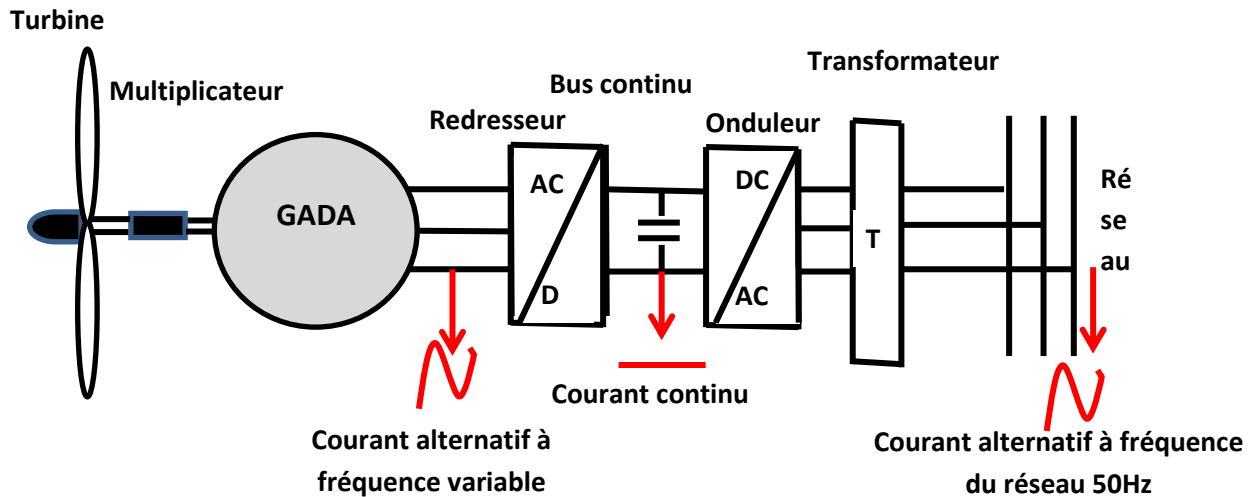 Turbine
Multiplicateur
Redresseur
Bus continu
Onduleur
Transformateur
GADA
AC
D
DC
AC
T
Ré
se
au
Courant continu
Courant alternatif à
fréquence variable
Courant alternatif à fréquence
du réseau 50Hz